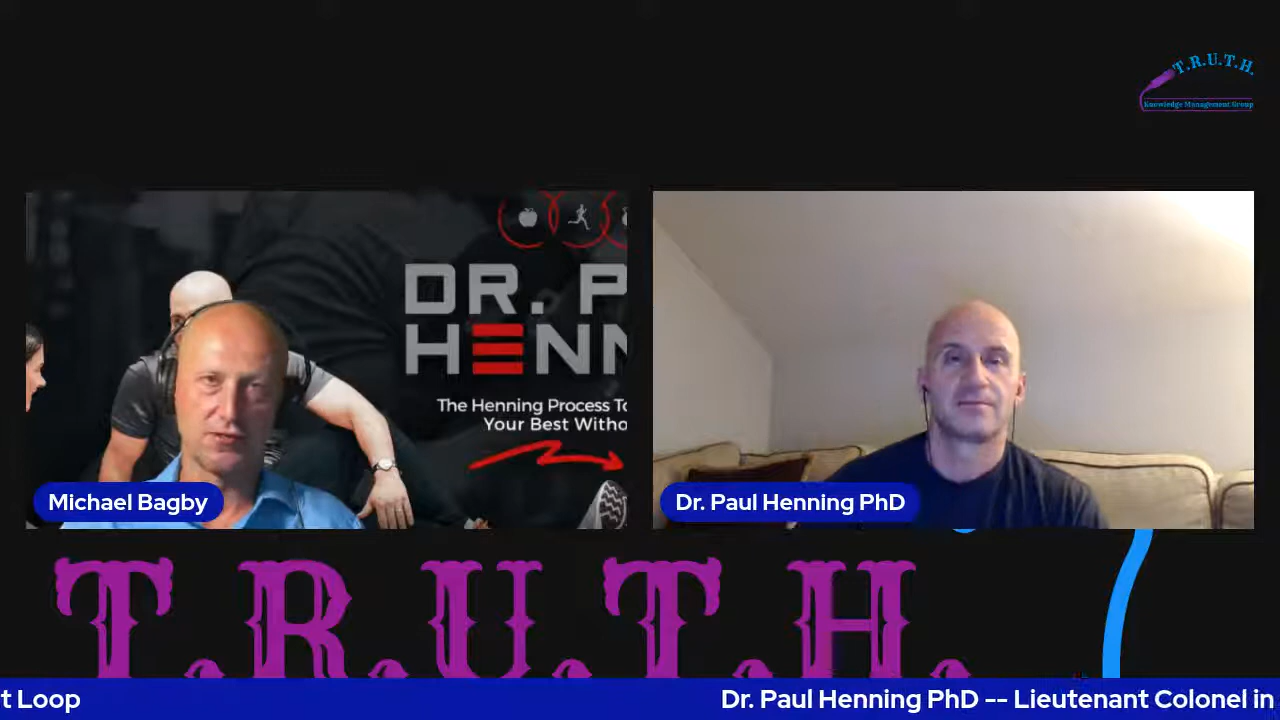 T.R.U.T.H.
Knowledge Management Group
DR. P
HENN
The Henning Process To
Your Best Witho
Michael Bagby
Dr. Paul Henning PhD
T.R.U.T.H.
t Loop
Dr. Paul Henning PhD -- Lieutenant Colonel in